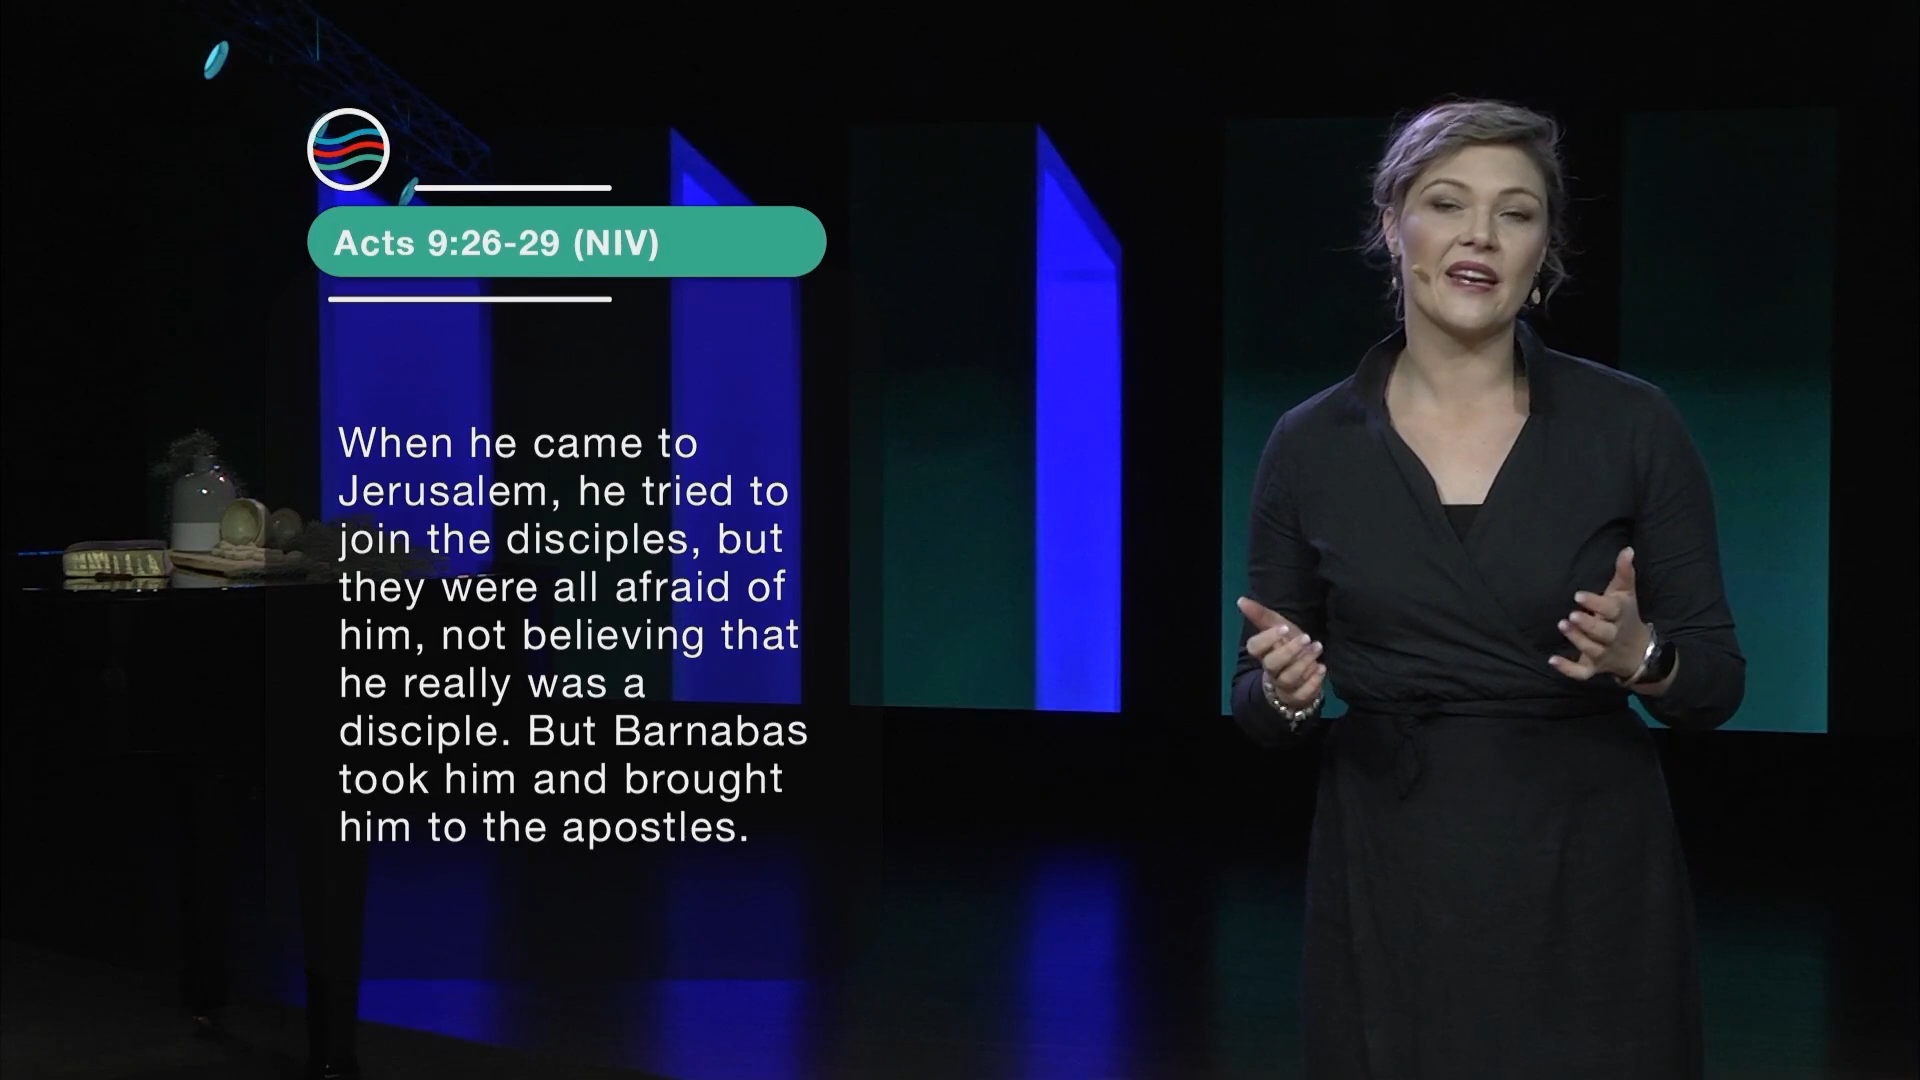 Acts 9:26-29 (NIV)
When he came to
Jerusalem, he tried to
join the disciples, but
they were all afraid of
him, not believing that
he really was a
disciple. But Barnabas
took him and brought
him to the apostles.